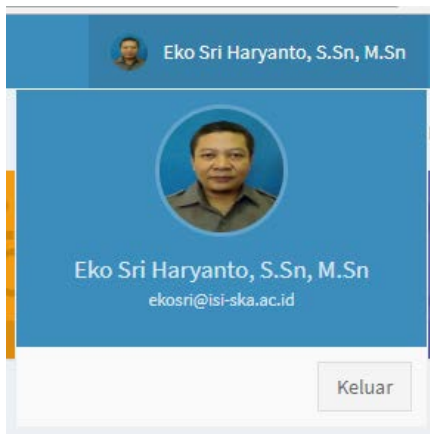 Eko Sri Haryanto, S.Sn, M.Sn
Eko Sri Haryanto, S.Sn, M.Sn
ekosri@isi-ska.ac.id
Keluar